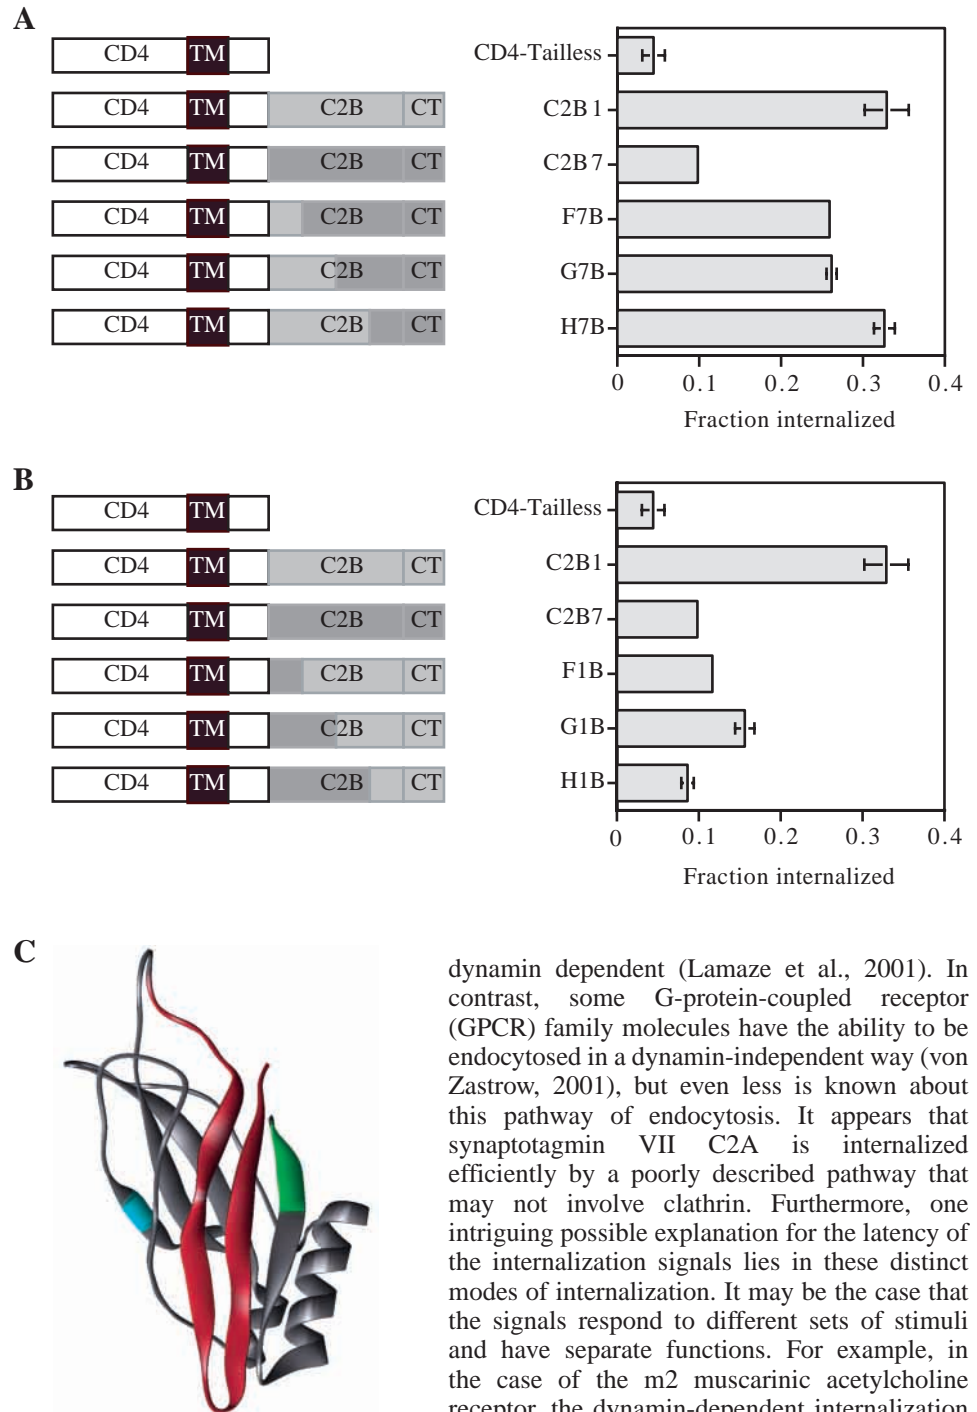 A
CD4 TM
CD4 TM C2B CT
CD4 TM C2B CT
CD4 TM C2B CT
CD4 TM C2B CT
CD4 TM C2B CT
CD4-Tailless
C2B 1
C2B 7
F7B
G7B
H7B
0 0.1 0.2 0.3 0.4
Fraction internalized
B
CD4 TM
CD4 TM C2B CT
CD4 TM C2B CT
CD4 TM C2B CT
CD4 TM C2B CT
CD4 TM C2B CT
CD4-Tailless
C2B1
C2B7
F1B
G1B
H1B
0 0.1 0.2 0.3 0.4
Fraction internalized
C
dynamin dependent (Lamaze et al., 2001). In
contrast, some G-protein-coupled receptor
(GPCR) family molecules have the ability to be
endocytosed in a dynamin-independent way (von
Zastrow, 2001), but even less is known about
this pathway of endocytosis. It appears that
synaptotagmin VII C2A is internalized
efficiently by a poorly described pathway that
may not involve clathrin. Furthermore, one
intriguing possible explanation for the latency of
the internalization signals lies in these distinct
modes of internalization. It may be the case that
the signals respond to different sets of stimuli
and have separate functions. For example, in
the case of the m2 muscarinic acetylcholine
receptor, the dynamin-dependent internalization